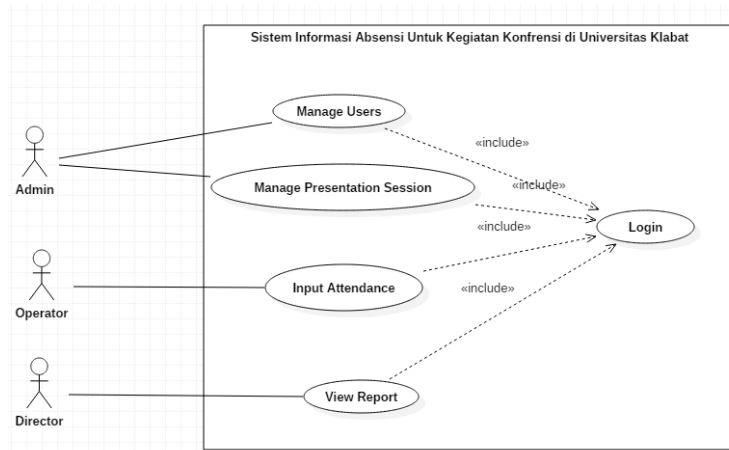 Sistem Informasi Absensi Untuk Kegiatan Konfrensi di Universitas Klabat
Manage Users
«include»
Admin
Manage Presentation Session
«include»
«include»
Login
Operator
Input Attendance
«include»
Director
View Report